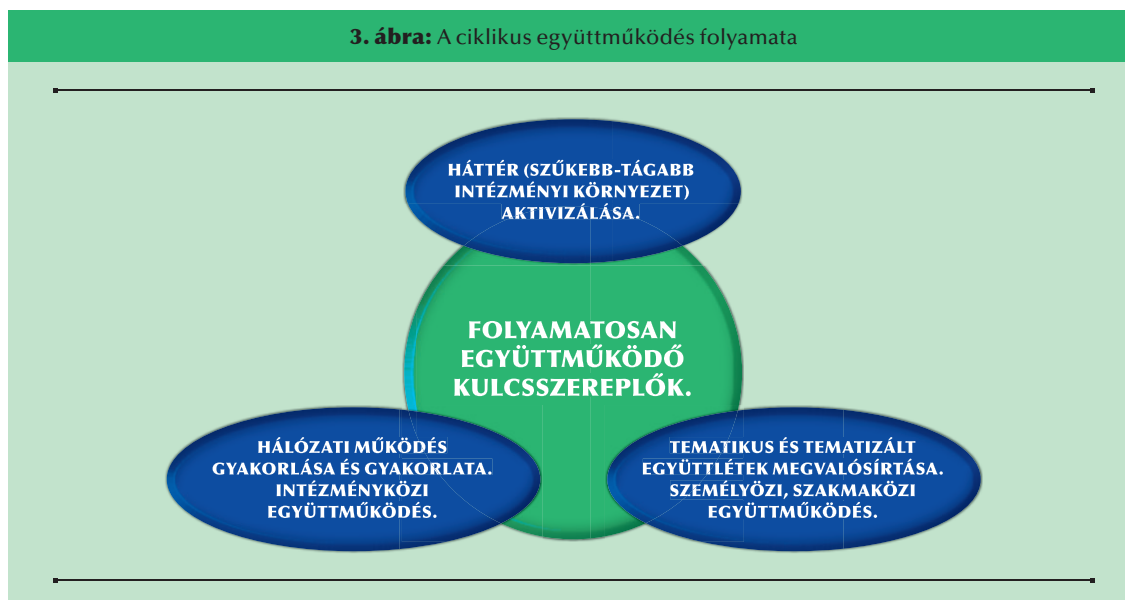 3. ábra: A ciklikus együttműködés folyamata
HÁTTÉR (SZŰKEBB-TÁGABB
INTÉZMÉNYI KÖRNYEZET)
AKTIVIZÁLÁSA.
FOLYAMATOSAN
EGYÜTTMŰKÖDŐ
KULCSSZEREPLŐK.
HÁLÓZATI MŰKÖDÉS
GYAKORLÁSA ÉS GYAKORLATA.
INTÉZMÉNYKÖZI
EGYÜTTMŰKÖDÉS.
TEMATIKUS ÉS TEMATIZÁLT
EGYÜTTLÉTEK MEGVALÓSÍRTÁSA.
SZEMÉLYÖZI, SZAKMAKÖZI
EGYÜTTMŰKÖDÉS.